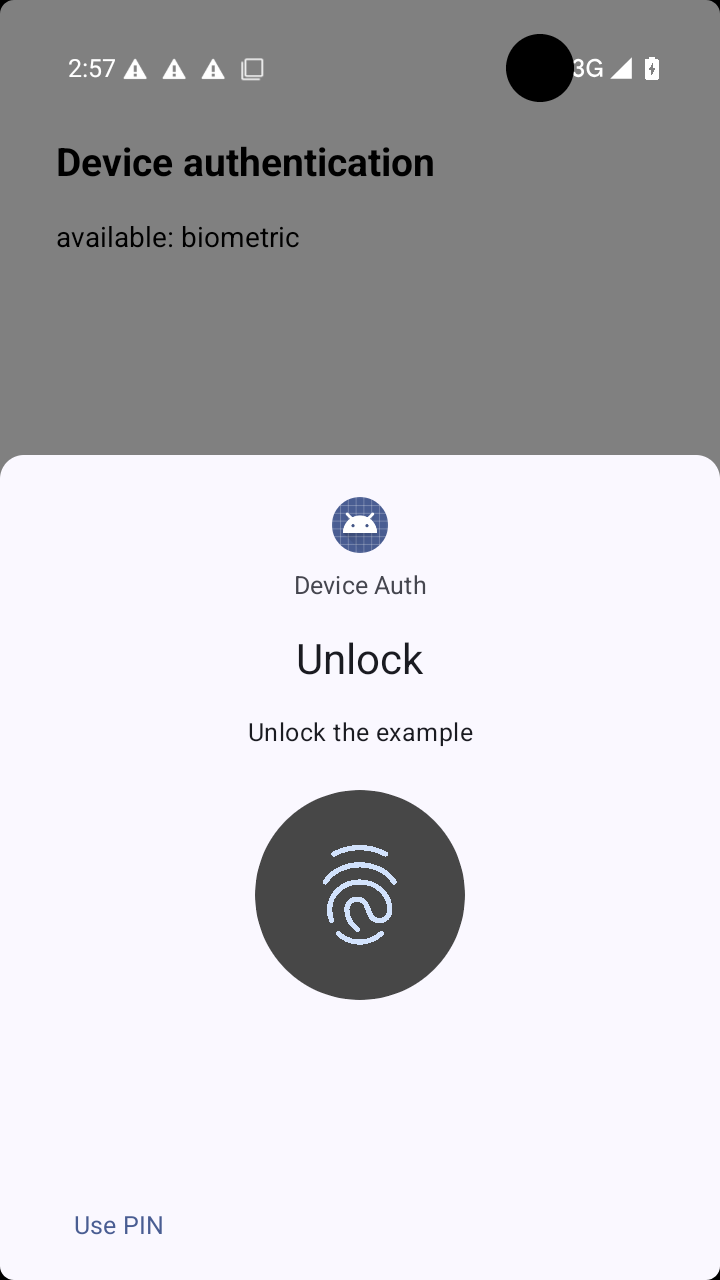 2:57 3G
Device authentication
available: biometric
Device Auth
Unlock
Unlock the example
Use PIN